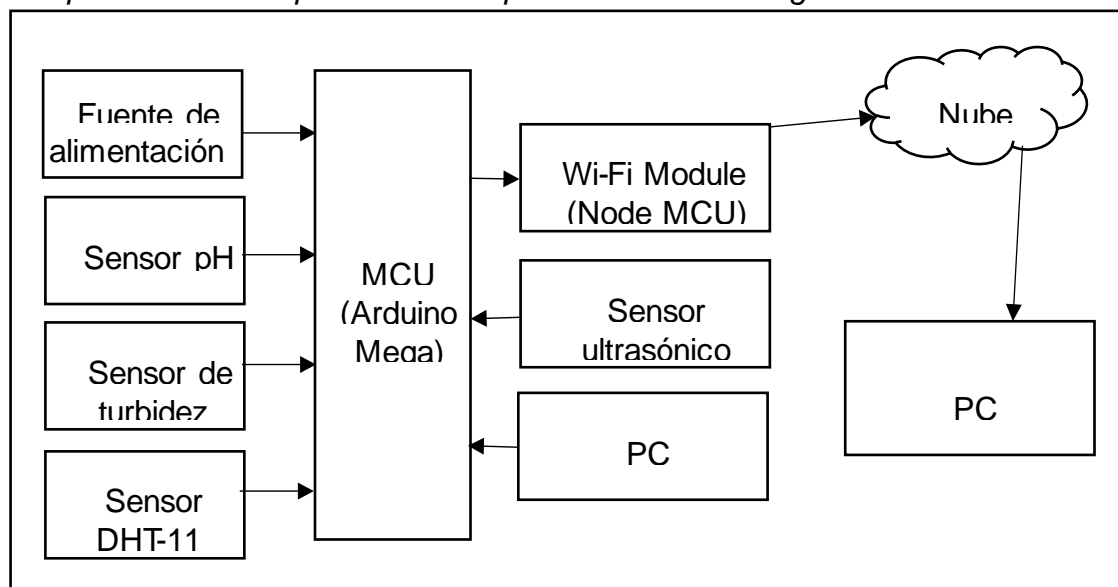 Fuente de
alimentación
Sensor pH
Sensor de
turbidez
Sensor
DHT-11
MCU
(Arduino
Mega)
Wi-Fi Module
(Node MCU)
Sensor
ultrasónico
PC
Nube
PC